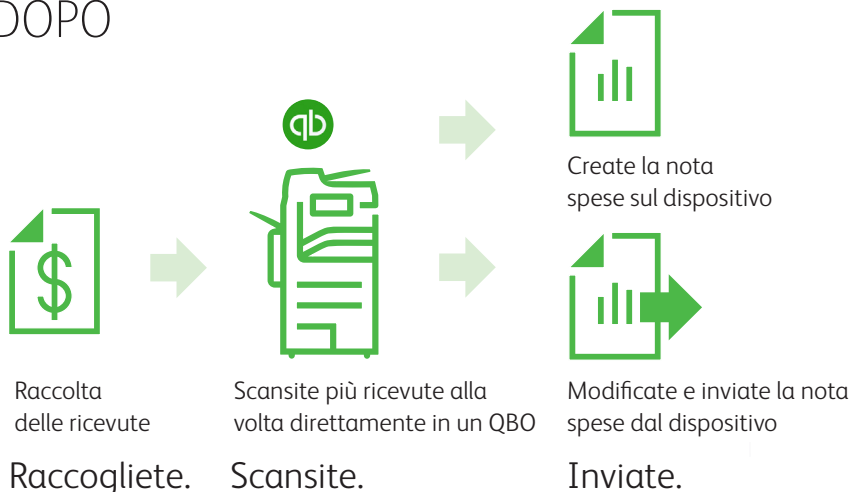 DOPO
qb
Create la nota
spese sul dispositivo
$
Raccolta
delle ricevute
Scansite più ricevute alla
volta direttamente in un QBO
Modificate e inviate la nota
spese dal dispositivo
Raccogliete.
Scansite.
Inviate.